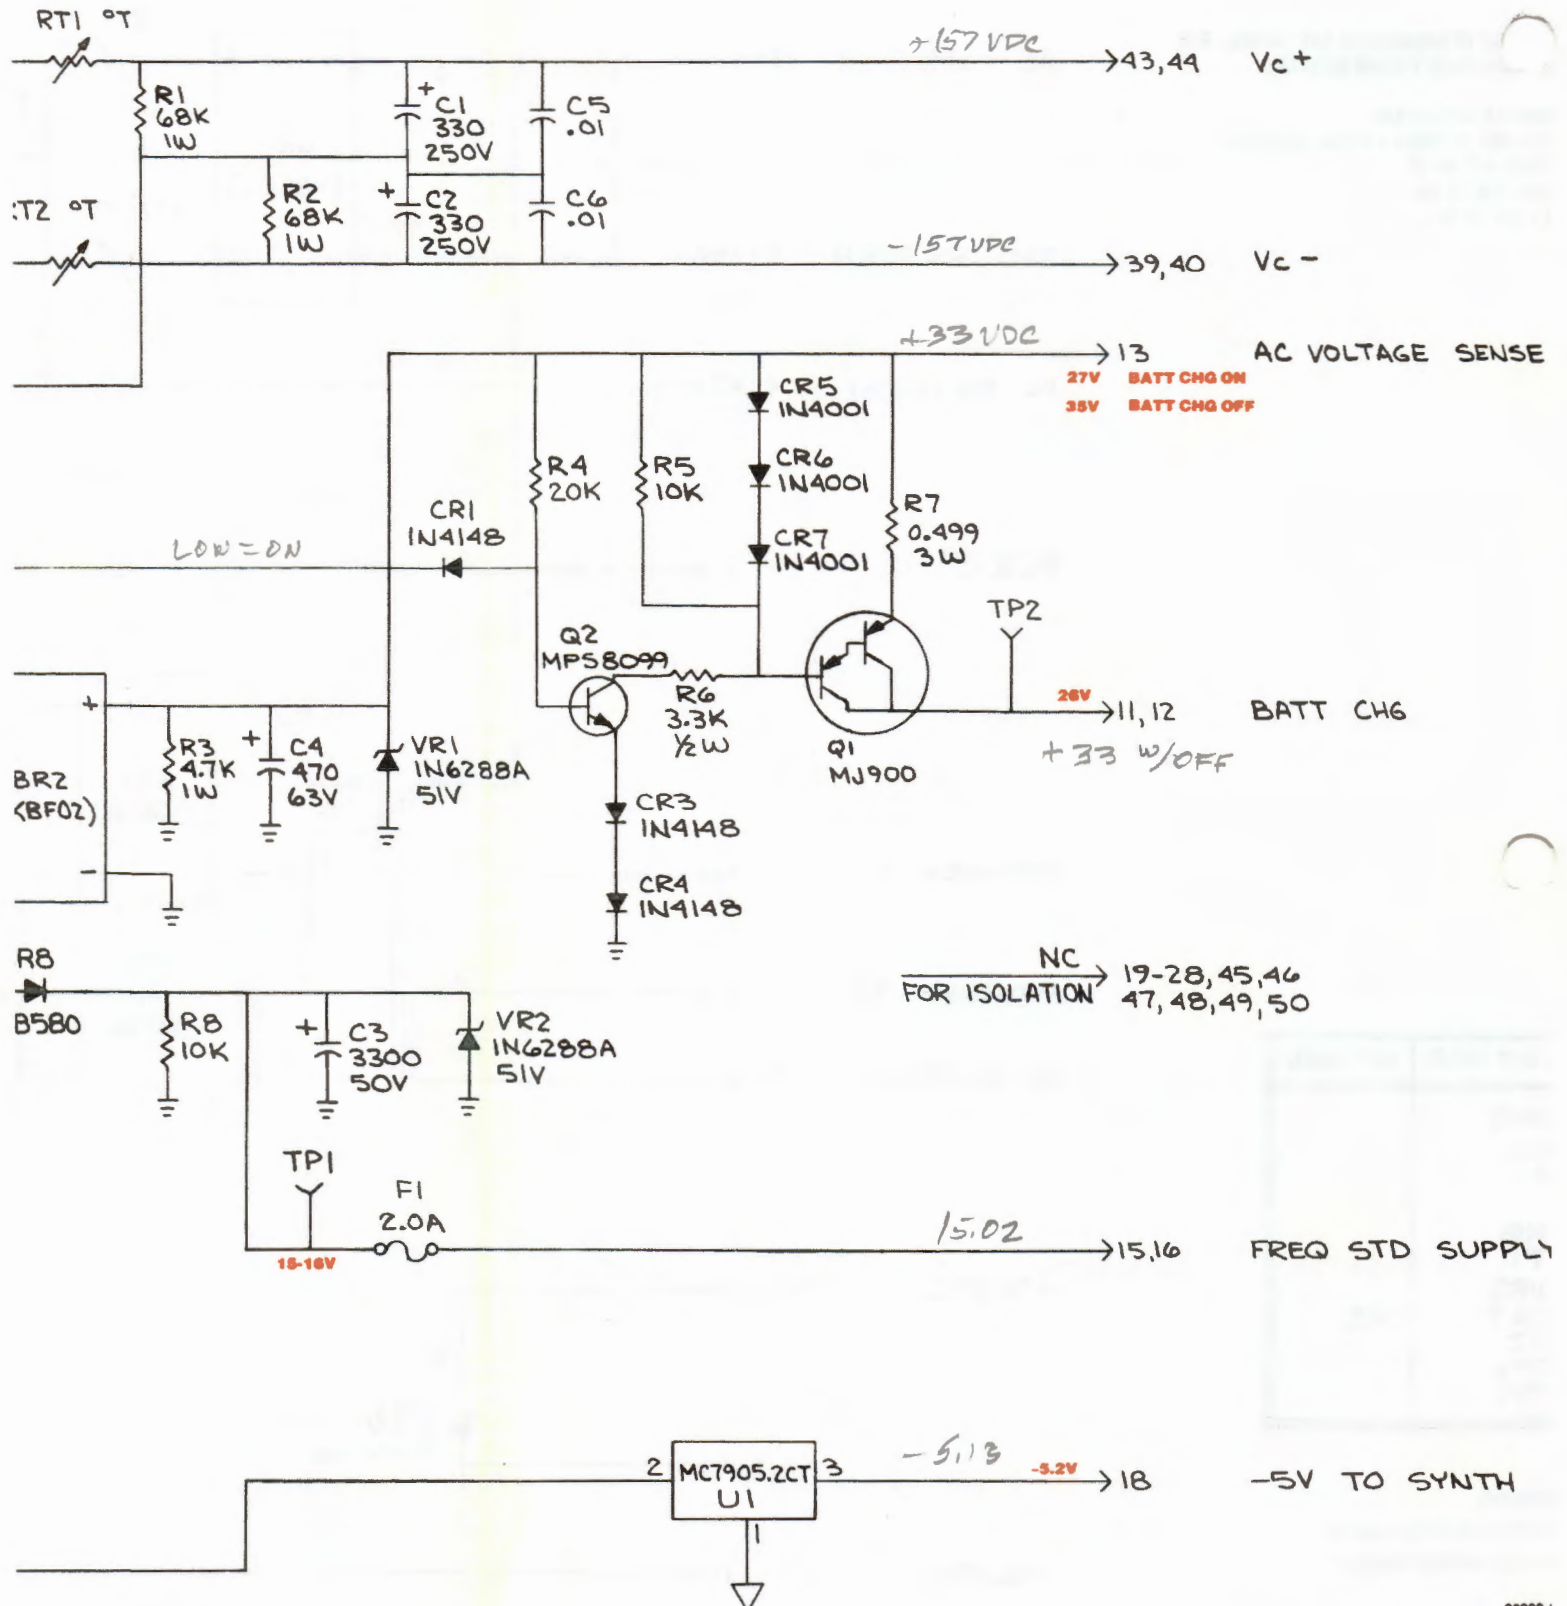 RT1 °T
+157 VDC
43,44 Vc+
R1
68K
1W
+ C1
330
250V
C5
.01
T2 °T
R2
68K
1W
+ C2
330
250V
C6
.01
-157VDC
39,40 Vc -
+33 VDC
13 AC VOLTAGE SENSE
27V BATT CHG ON
35V BATT CHG OFF
CR5
1N4001
R4
20K
R5
10K
CR6
1N4001
CR1
1N4148
R7
0.499
3W
CR7
1N4001
LOW = ON
TP2
Q2
MPS8099
R6
3.3K
½W
26V
11,12 BATT CHG
+33 W/OFF
Q1
MJ900
+
R3
4.7K
1W
+ C4
470
63V
VR1
1N6288A
51V
BR2
(BF02)
-
CR3
1N4148
CR4
1N4148
NC
FOR ISOLATION
19-28,45,46
47,48,49,50
R8
B580
R8
10K
+ C3
3300
50V
VR2
1N6288A
51V
TP1
F1
2.0A
15-16V
15.02
15,16 FREQ STD SUPPLY
2 MC7905.2CT 3
U1
1
-5.13
-5.2V
18 -5V TO SYNTH